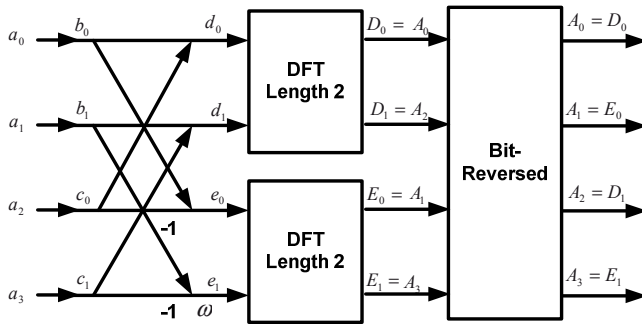 a₀ b₀ d₀ D₀ = A₀ A₀ = D₀
DFT
Length 2
a₁ b₁ d₁ D₁ = A₂ A₁ = E₀
Bit-
Reversed
a₂ c₀ e₀ E₀ = A₁ A₂ = D₁
-1
DFT
Length 2
a₃ c₁ e₁ E₁ = A₃ A₃ = E₁
-1 ω